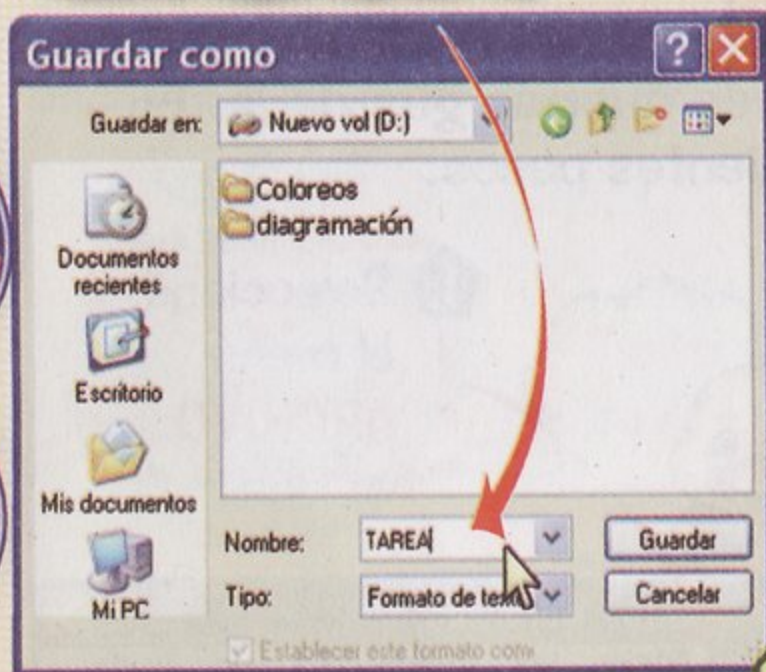 Guardar como
Guardar en: Nuevo vol (D:)
Coloreos
diagramación
Documentos
recientes
Escritorio
Mis documentos
Mi PC
Nombre: TAREA Guardar
Tipo: Formato de Cancelar
Establecer este formato